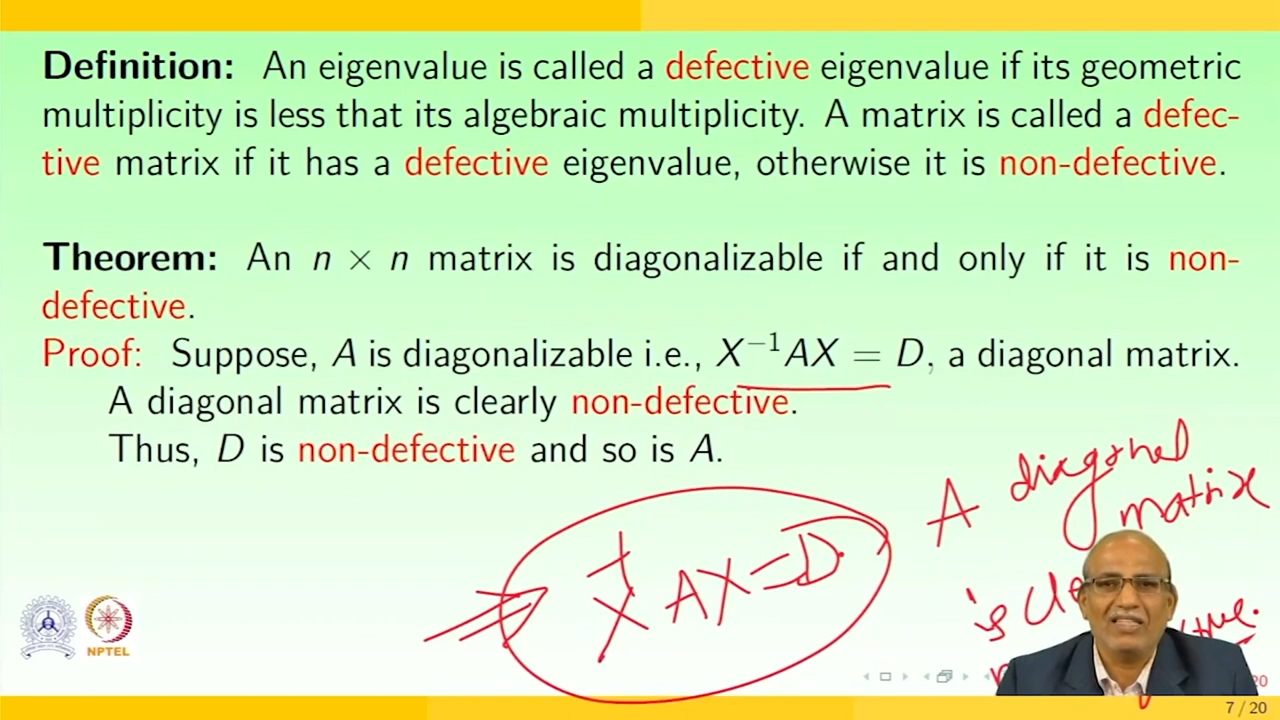 Definition: An eigenvalue is called a defective eigenvalue if its geometric
multiplicity is less that its algebraic multiplicity. A matrix is called a defec-
tive matrix if it has a defective eigenvalue, otherwise it is non-defective.
Theorem: An n × n matrix is diagonalizable if and only if it is non-
defective.
Proof: Suppose, A is diagonalizable i.e., X⁻¹AX = D, a diagonal matrix.
A diagonal matrix is clearly non-defective.
Thus, D is non-defective and so is A.
A diagonal
matrix
is
X⁻¹AX=D.
NPTEL
7 / 20